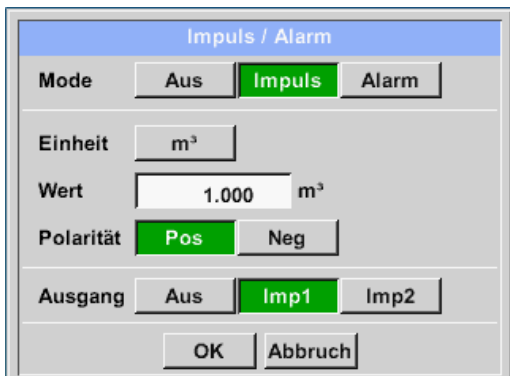 Impuls / Alarm
Mode Aus Impuls Alarm
Einheit m³
Wert 1.000 m³
Polarität Pos Neg
Ausgang Aus Imp1 Imp2
OK Abbruch